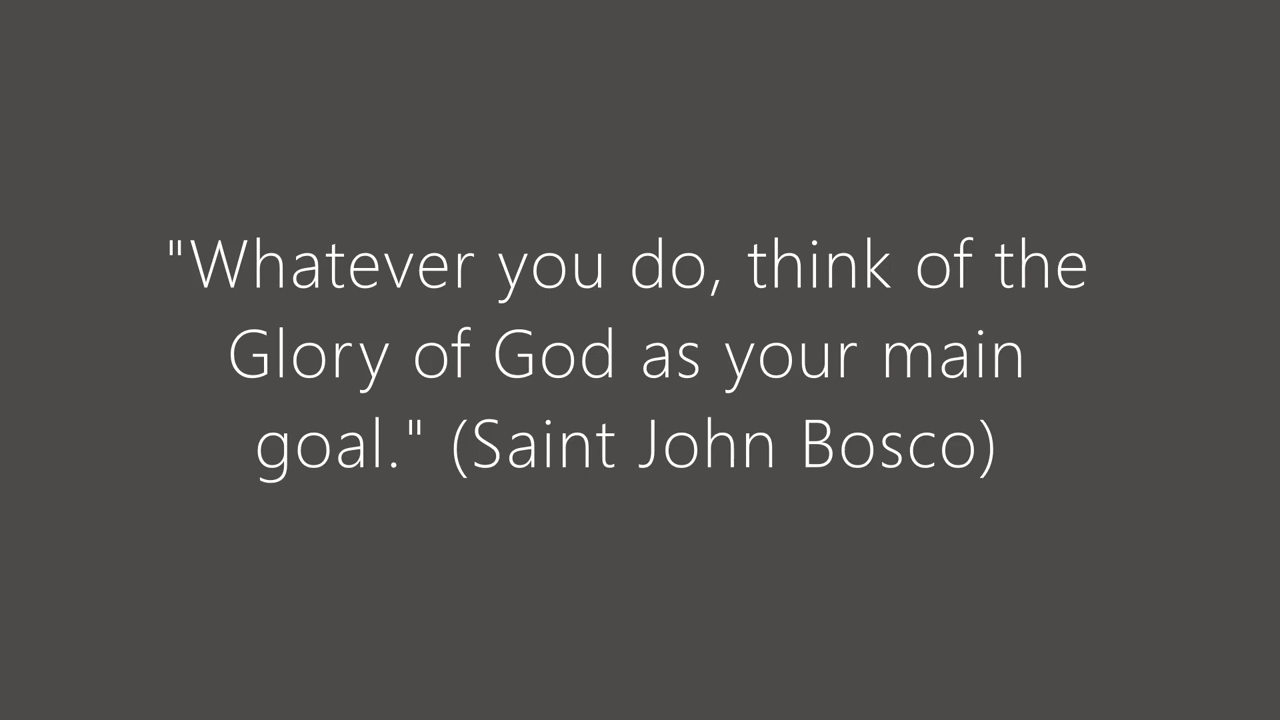 "Whatever you do, think of the
Glory of God as your main
goal." (Saint John Bosco)